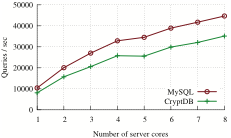 50000
40000
30000
20000
10000
0
Queries / sec
MySQL
CryptDB
1 2 3 4 5 6 7 8
Number of server cores